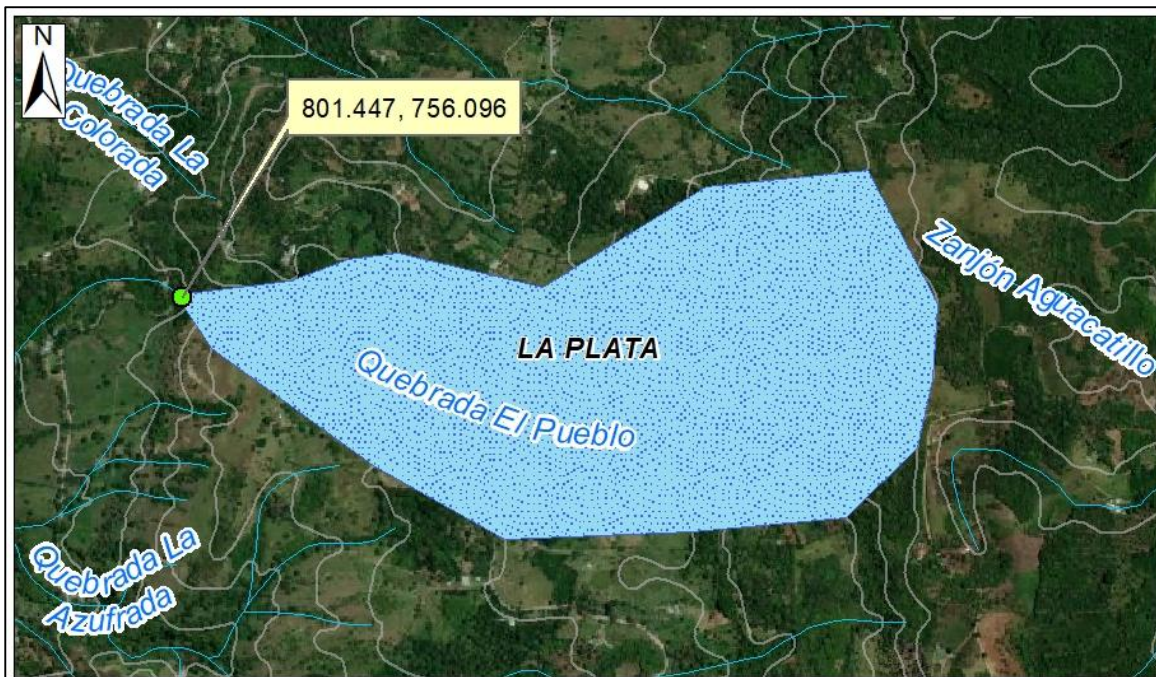 N
801.447, 756.096
Quebrada La
Colorada
Zanjón Aguacatillo
LA PLATA
Quebrada El Pueblo
Quebrada La
Azufrada